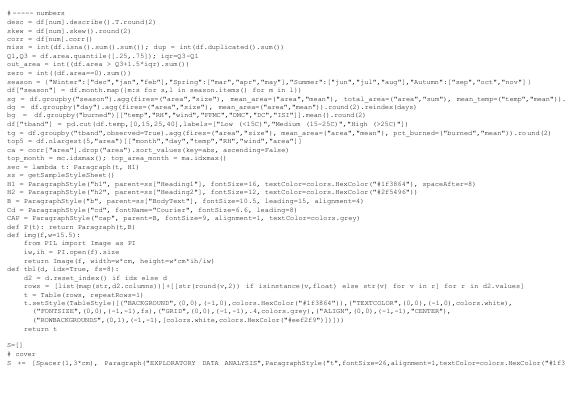 # ----- numbers
desc = df[num].describe().T.round(2)
skew = df[num].skew().round(2)
corr = df[num].corr()
miss = int(df.isna().sum().sum()); dup = int(df.duplicated().sum())
Q1,Q3 = df.area.quantile([.25,.75]); iqr=Q3-Q1
out_area = int((df.area > Q3+1.5*iqr).sum())
zero = int((df.area==0).sum())
season = {"Winter":["dec","jan","feb"],"Spring":["mar","apr","may"],"Summer":["jun","jul","aug"],"Autumn":["sep","oct","nov"]}
df["season"] = df.month.map({m:s for s,l in season.items() for m in l})
sg = df.groupby("season").agg(fires=("area","size"), mean_area=("area","mean"), total_area=("area","sum"), mean_temp=("temp","mean")).
dg = df.groupby("day").agg(fires=("area","size"), mean_area=("area","mean")).round(2).reindex(days)
bg = df.groupby("burned")[["temp","RH","wind","FFMC","DMC","DC","ISI"]].mean().round(2)
df["tband"] = pd.cut(df.temp,[0,15,25,40],labels=["Low (<15C)","Medium (15-25C)","High (>25C)"])
tg = df.groupby("tband",observed=True).agg(fires=("area","size"), mean_area=("area","mean"), pct_burned=("burned","mean")).round(2)
top5 = df.nlargest(5,"area")[["month","day","temp","RH","wind","area"]]
ca = corr["area"].drop("area").sort_values(key=abs, ascending=False)
top_month = mc.idxmax(); top_area_month = ma.idxmax()
sec = lambda t: Paragraph(t, H1)
ss = getSampleStyleSheet()
H1 = ParagraphStyle("h1", parent=ss["Heading1"], fontSize=16, textColor=colors.HexColor("#1f3864"), spaceAfter=8)
H2 = ParagraphStyle("h2", parent=ss["Heading2"], fontSize=12, textColor=colors.HexColor("#2f5496"))
B = ParagraphStyle("b", parent=ss["BodyText"], fontSize=10.5, leading=15, alignment=4)
Cd = ParagraphStyle("cd", fontName="Courier", fontSize=6.6, leading=8)
CAP = ParagraphStyle("cap", parent=B, fontSize=9, alignment=1, textColor=colors.grey)
def P(t): return Paragraph(t,B)
def img(f,w=15.5):
    from PIL import Image as PI
    iw,ih = PI.open(f).size
    return Image(f, width=w*cm, height=w*cm*ih/iw)
def tbl(d, idx=True, fs=8):
    d2 = d.reset_index() if idx else d
    rows = [list(map(str,d2.columns))]+[[str(round(v,2)) if isinstance(v,float) else str(v) for v in r] for r in d2.values]
    t = Table(rows, repeatRows=1)
    t.setStyle(TableStyle([("BACKGROUND",(0,0),(-1,0),colors.HexColor("#1f3864")),("TEXTCOLOR",(0,0),(-1,0),colors.white),
      ("FONTSIZE",(0,0),(-1,-1),fs),("GRID",(0,0),(-1,-1),.4,colors.grey),("ALIGN",(0,0),(-1,-1),"CENTER"),
      ("ROWBACKGROUNDS",(0,1),(-1,-1),[colors.white,colors.HexColor("#eef2f9")])]))
    return t
S=[]
# cover
S += [Spacer(1,3*cm), Paragraph("EXPLORATORY DATA ANALYSIS",ParagraphStyle("t",fontSize=26,alignment=1,textColor=colors.HexColor("#1f3